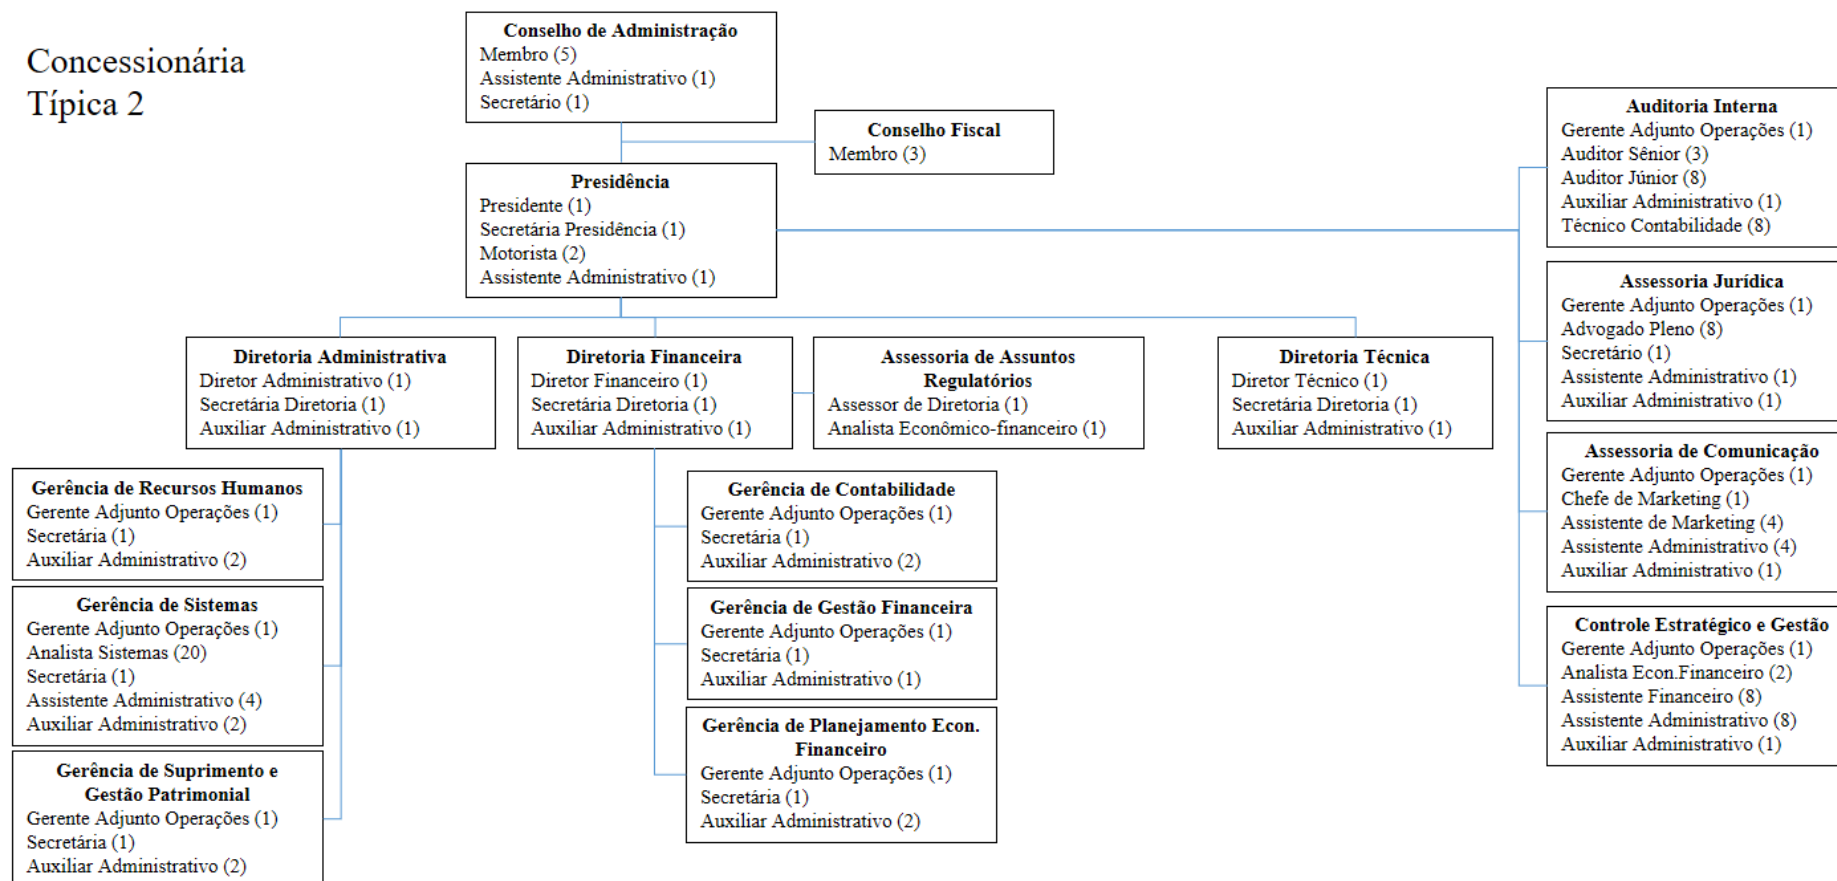 Concessionária
Típica 2
Conselho de Administração
Membro (5)
Assistente Administrativo (1)
Secretário (1)
Conselho Fiscal
Membro (3)
Presidência
Presidente (1)
Secretária Presidência (1)
Motorista (2)
Assistente Administrativo (1)
Auditoria Interna
Gerente Adjunto Operações (1)
Auditor Sênior (3)
Auditor Júnior (8)
Auxiliar Administrativo (1)
Técnico Contabilidade (8)
Assessoria Jurídica
Gerente Adjunto Operações (1)
Advogado Pleno (8)
Secretário (1)
Assistente Administrativo (1)
Auxiliar Administrativo (1)
Assessoria de Comunicação
Gerente Adjunto Operações (1)
Chefe de Marketing (1)
Assistente de Marketing (4)
Assistente Administrativo (4)
Auxiliar Administrativo (1)
Controle Estratégico e Gestão
Gerente Adjunto Operações (1)
Analista Econ.Financeiro (2)
Assistente Financeiro (8)
Assistente Administrativo (8)
Auxiliar Administrativo (1)
Diretoria Administrativa
Diretor Administrativo (1)
Secretária Diretoria (1)
Auxiliar Administrativo (1)
Diretoria Financeira
Diretor Financeiro (1)
Secretária Diretoria (1)
Auxiliar Administrativo (1)
Assessoria de Assuntos
Regulatórios
Assessor de Diretoria (1)
Analista Econômico-financeiro (1)
Diretoria Técnica
Diretor Técnico (1)
Secretária Diretoria (1)
Auxiliar Administrativo (1)
Gerência de Recursos Humanos
Gerente Adjunto Operações (1)
Secretária (1)
Auxiliar Administrativo (2)
Gerência de Sistemas
Gerente Adjunto Operações (1)
Analista Sistemas (20)
Secretária (1)
Assistente Administrativo (4)
Auxiliar Administrativo (2)
Gerência de Suprimento e
Gestão Patrimonial
Gerente Adjunto Operações (1)
Secretária (1)
Auxiliar Administrativo (2)
Gerência de Contabilidade
Gerente Adjunto Operações (1)
Secretária (1)
Auxiliar Administrativo (2)
Gerência de Gestão Financeira
Gerente Adjunto Operações (1)
Secretária (1)
Auxiliar Administrativo (1)
Gerência de Planejamento Econ.
Financeiro
Gerente Adjunto Operações (1)
Secretária (1)
Auxiliar Administrativo (2)